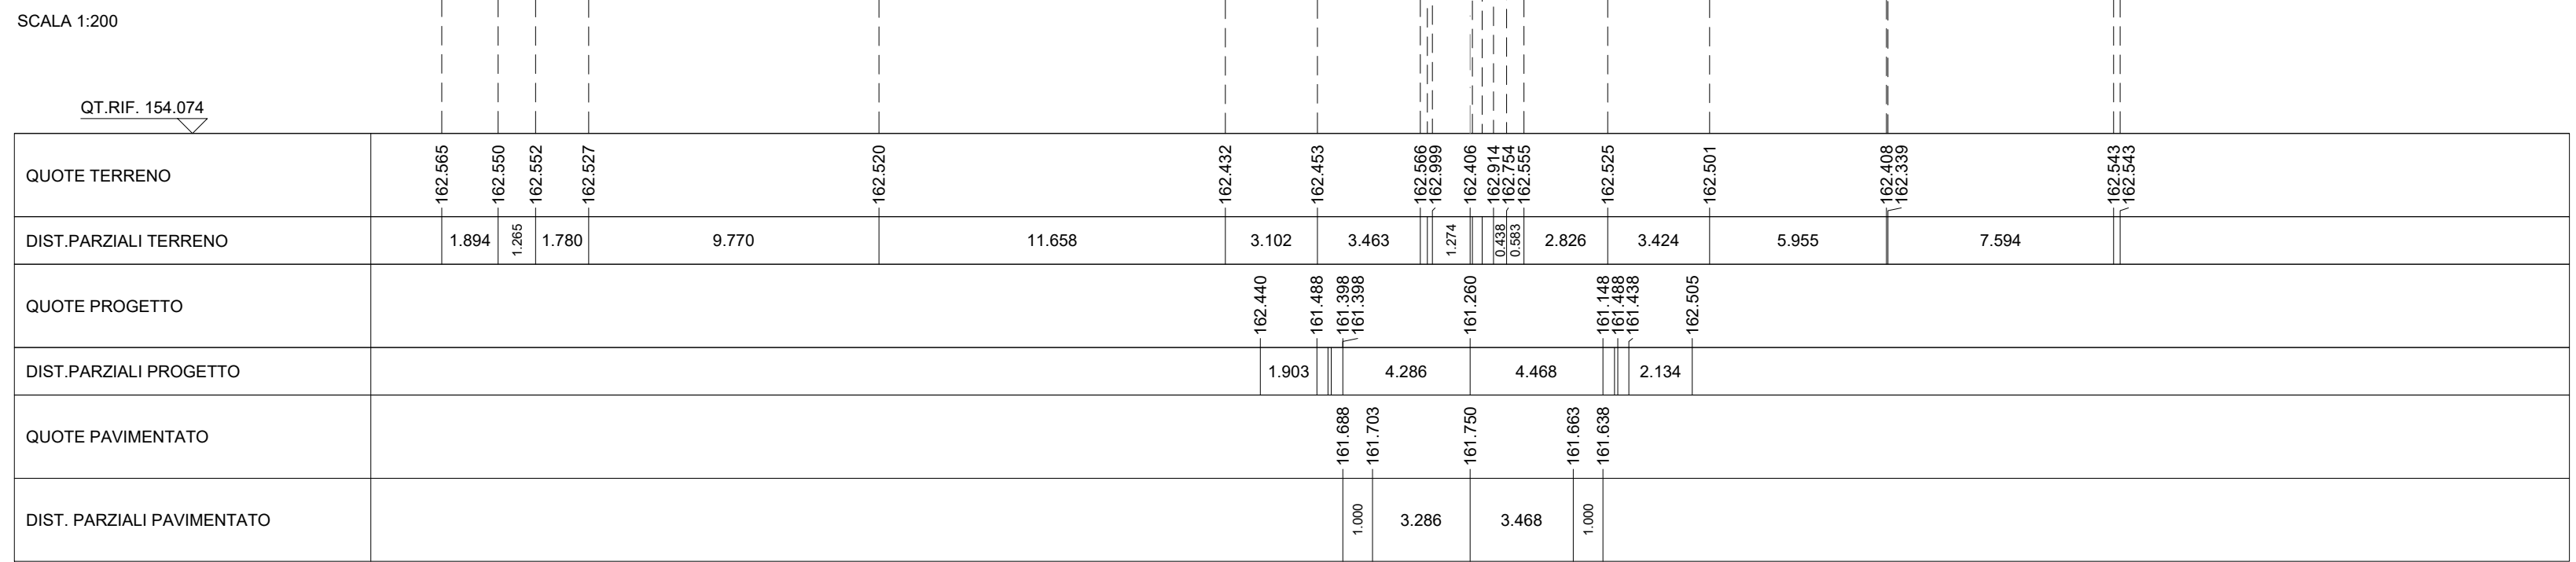 SCALA 1:200
QT.RIF. 154.074
QUOTE TERRENO 162.565 162.550 162.552 162.527 162.520 162.432 162.453 162.566 162.999 162.406 162.914 162.754 162.555 162.525 162.501 162.408 162.339 162.543 162.543
DIST.PARZIALI TERRENO 1.894 1.265 1.780 9.770 11.658 3.102 3.463 1.274 0.438 0.583 2.826 3.424 5.955 7.594
QUOTE PROGETTO 162.440 161.488 161.398 161.398 161.260 161.148 161.488 161.438 162.505
DIST.PARZIALI PROGETTO 1.903 4.286 4.468 2.134
QUOTE PAVIMENTATO 161.688 161.703 161.750 161.663 161.638
DIST. PARZIALI PAVIMENTATO 1.000 3.286 3.468 1.000